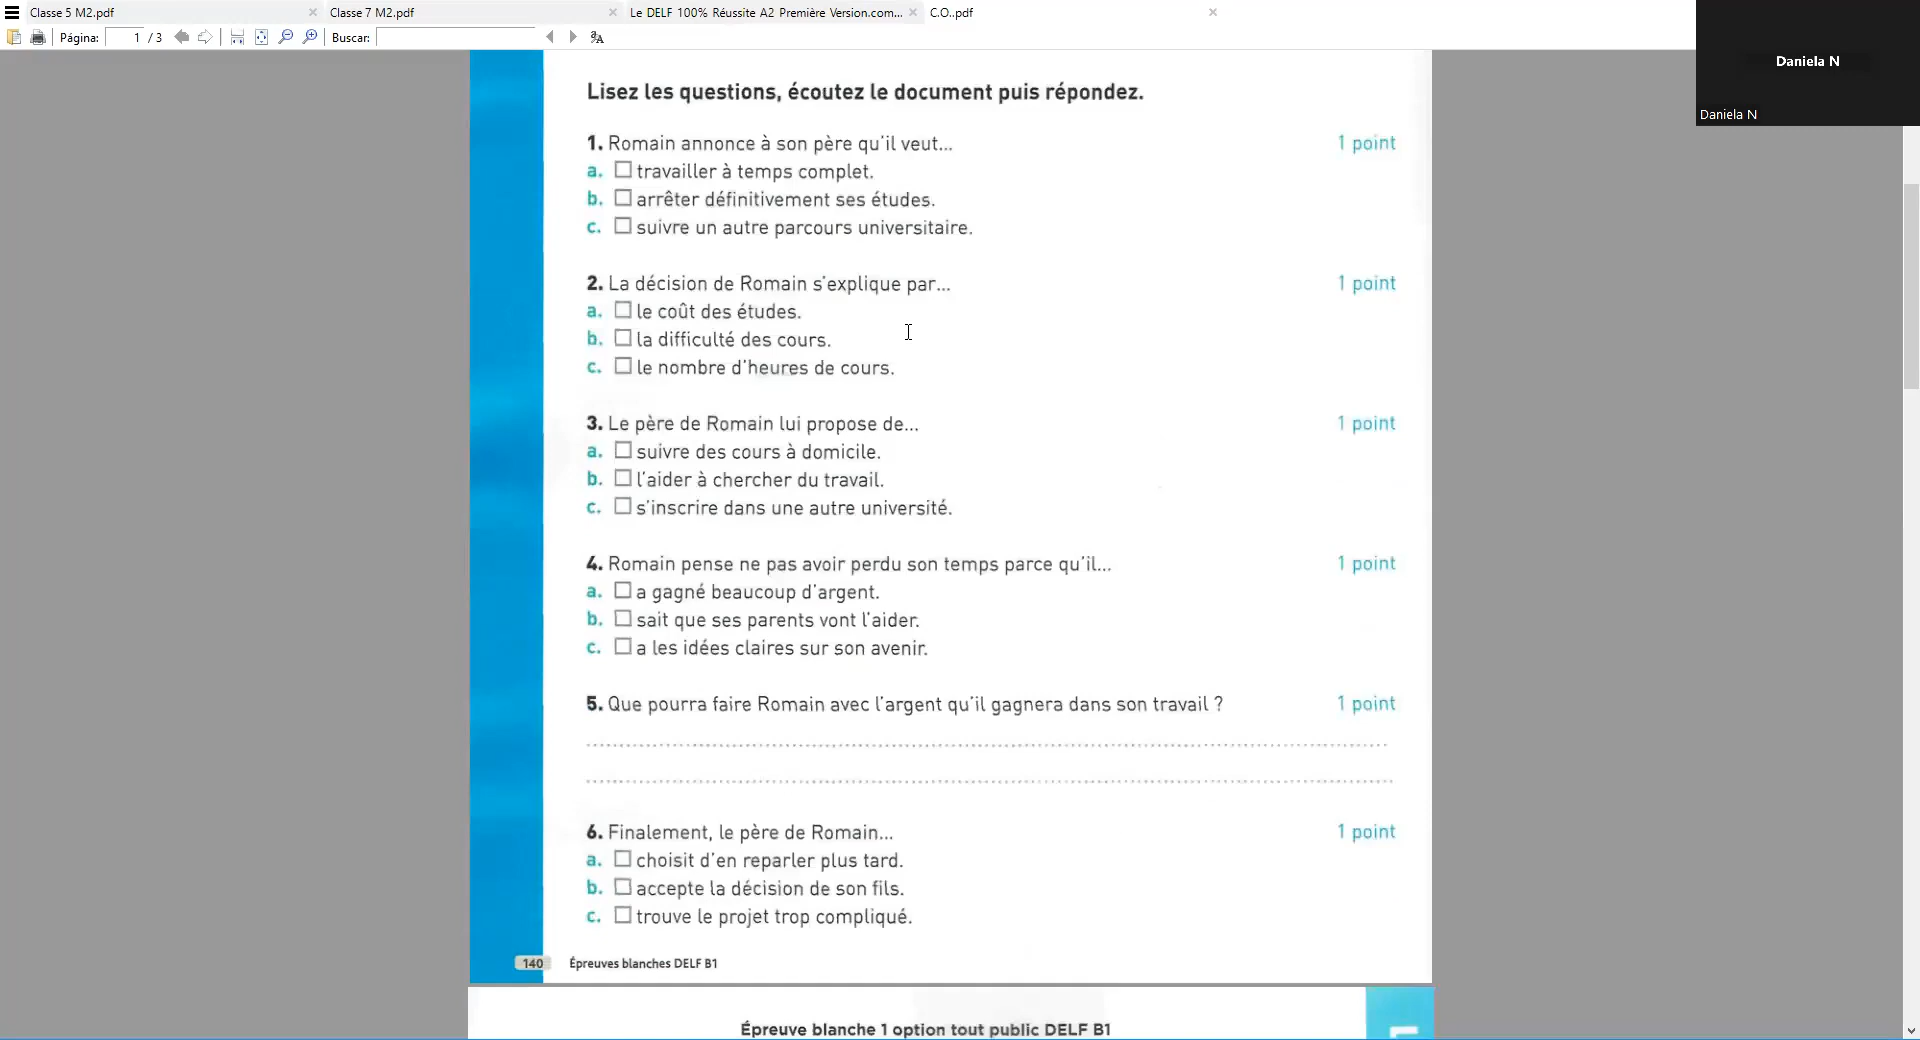 Classe 5 M2.pdf
Classe 7 M2.pdf
Le DELF 100% Réussite A2 Première Version.com...
C.O..pdf
Página: 1 / 3
Buscar:
Daniela N
Daniela N
Lisez les questions, écoutez le document puis répondez.
1. Romain annonce à son père qu'il veut... 1 point
a. travailler à temps complet.
b. arrêter définitivement ses études.
c. suivre un autre parcours universitaire.
2. La décision de Romain s'explique par... 1 point
a. le coût des études.
b. la difficulté des cours.
c. le nombre d'heures de cours.
3. Le père de Romain lui propose de... 1 point
a. suivre des cours à domicile.
b. l'aider à chercher du travail.
c. s'inscrire dans une autre université.
4. Romain pense ne pas avoir perdu son temps parce qu'il... 1 point
a. a gagné beaucoup d'argent.
b. sait que ses parents vont l'aider.
c. a les idées claires sur son avenir.
5. Que pourra faire Romain avec l'argent qu'il gagnera dans son travail ? 1 point
6. Finalement, le père de Romain... 1 point
a. choisit d'en reparler plus tard.
b. accepte la décision de son fils.
c. trouve le projet trop compliqué.
140 Épreuves blanches DELF B1
Épreuve blanche 1 option tout public DELF B1